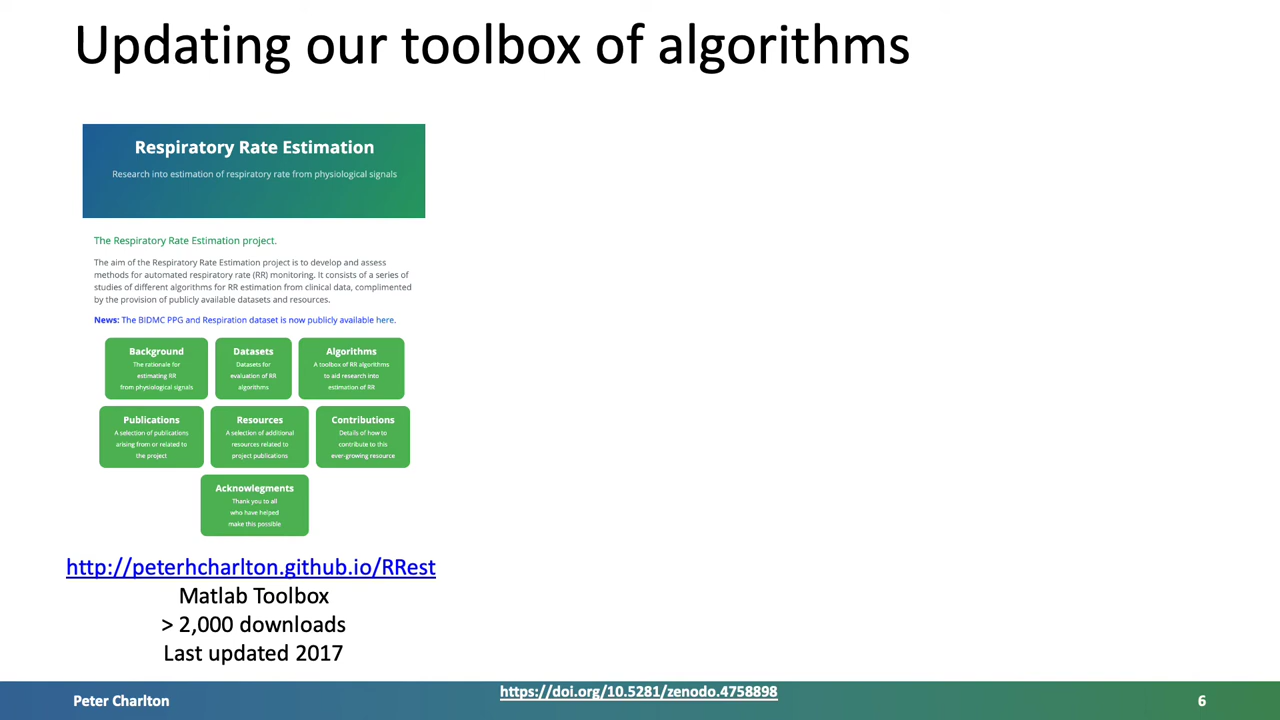 Updating our toolbox of algorithms
Respiratory Rate Estimation
Research into estimation of respiratory rate from physiological signals
The Respiratory Rate Estimation project.
The aim of the Respiratory Rate Estimation project is to develop and assess
methods for automated respiratory rate (RR) monitoring. It consists of a series of
studies of different algorithms for RR estimation from clinical data, complimented
by the provision of publicly available datasets and resources.
News: The BIDMC PPG and Respiration dataset is now publicly available here.
Background
The rationale for
estimating RR
from physiological signals
Datasets
Datasets for
evaluation of RR
algorithms
Algorithms
A toolbox of RR algorithms
to aid research into
estimation of RR
Publications
A selection of publications
arising from or related to
the project
Resources
A selection of additional
resources related to
project publications
Contributions
Details of how to
contribute to this
ever-growing resource
Acknowlegments
Thank you to all
who have helped
make this possible
http://peterhcharlton.github.io/RRest
Matlab Toolbox
> 2,000 downloads
Last updated 2017
Peter Charlton
https://doi.org/10.5281/zenodo.4758898
6